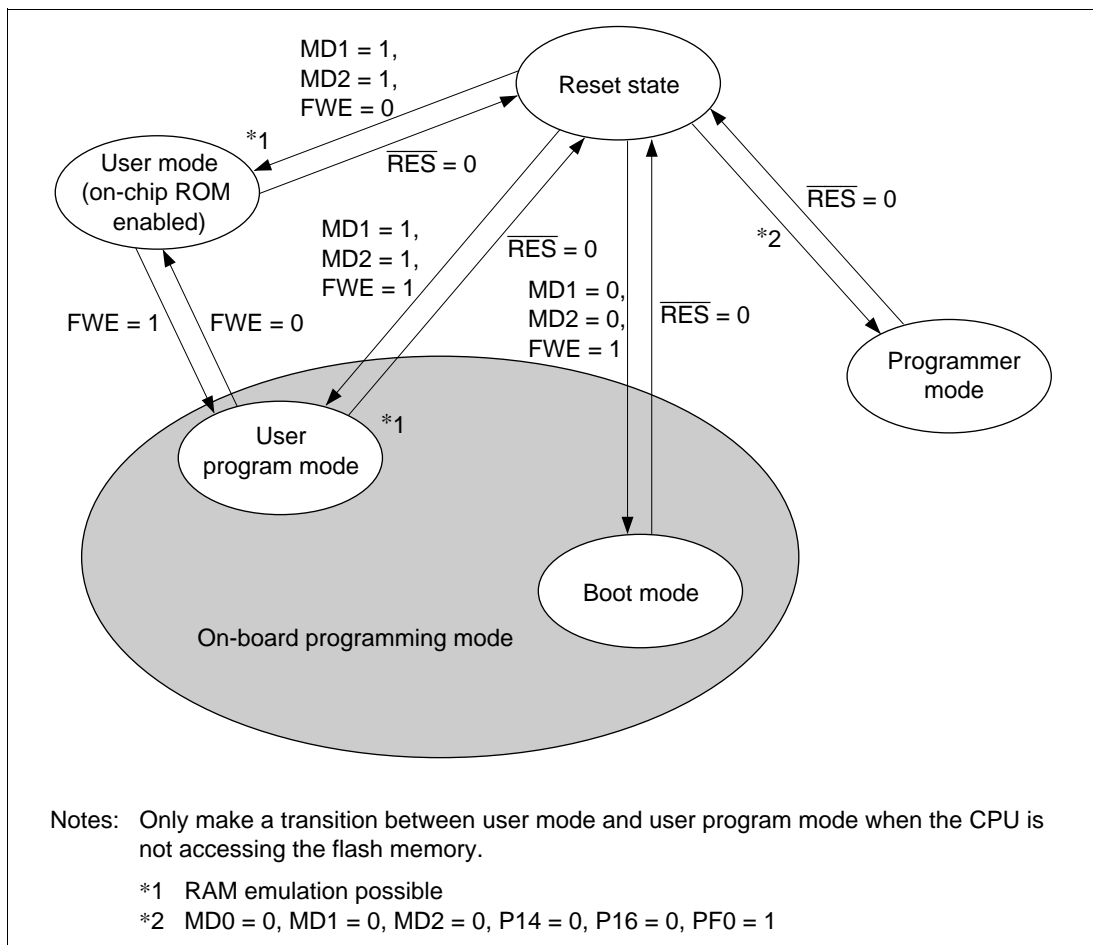 MD1 = 1,
MD2 = 1,
FWE = 0
Reset state
*1
User mode
(on-chip ROM
enabled)
RES = 0
MD1 = 1,
MD2 = 1,
FWE = 1
RES = 0
MD1 = 0,
MD2 = 0,
FWE = 1
RES = 0
*2
RES = 0
FWE = 1
FWE = 0
Programmer
mode
User
program mode
*1
Boot mode
On-board programming mode
Notes: Only make a transition between user mode and user program mode when the CPU is
not accessing the flash memory.
*1 RAM emulation possible
*2 MD0 = 0, MD1 = 0, MD2 = 0, P14 = 0, P16 = 0, PF0 = 1